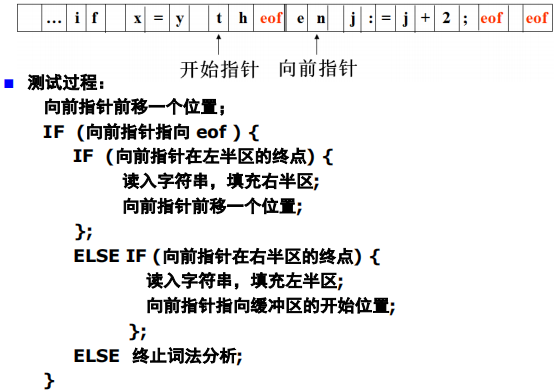 … i f x = y t h eof e n j : = j + 2 ; eof eof
开始指针 向前指针
测试过程:
向前指针前移一个位置;
IF (向前指针指向 eof ) {
IF (向前指针在左半区的终点) {
读入字符串，填充右半区;
向前指针前移一个位置;
};
ELSE IF (向前指针在右半区的终点) {
读入字符串，填充左半区;
向前指针指向缓冲区的开始位置;
};
ELSE 终止词法分析;
}